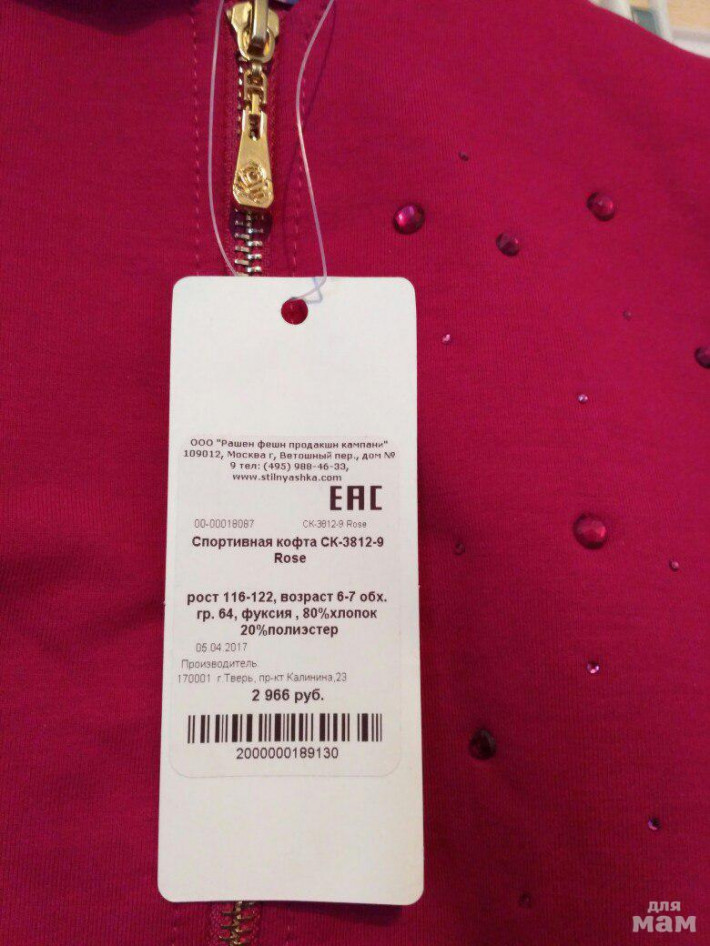 ООО "Рашен фешн продакшн кампани"
109012, Москва г, Ветошный пер., дом №
9 тел: (495) 988-46-33,
www.stilnyashka.com
EAC
00-00018087 СК-3812-9 Rose
Спортивная кофта СК-3812-9
Rose
рост 116-122, возраст 6-7 обх.
гр. 64, фуксия , 80%хлопок
20%полиэстер
05.04.2017
Производитель
170001 г.Тверь, пр-кт Калинина,23
2 966 руб.
2000000189130
для
мам